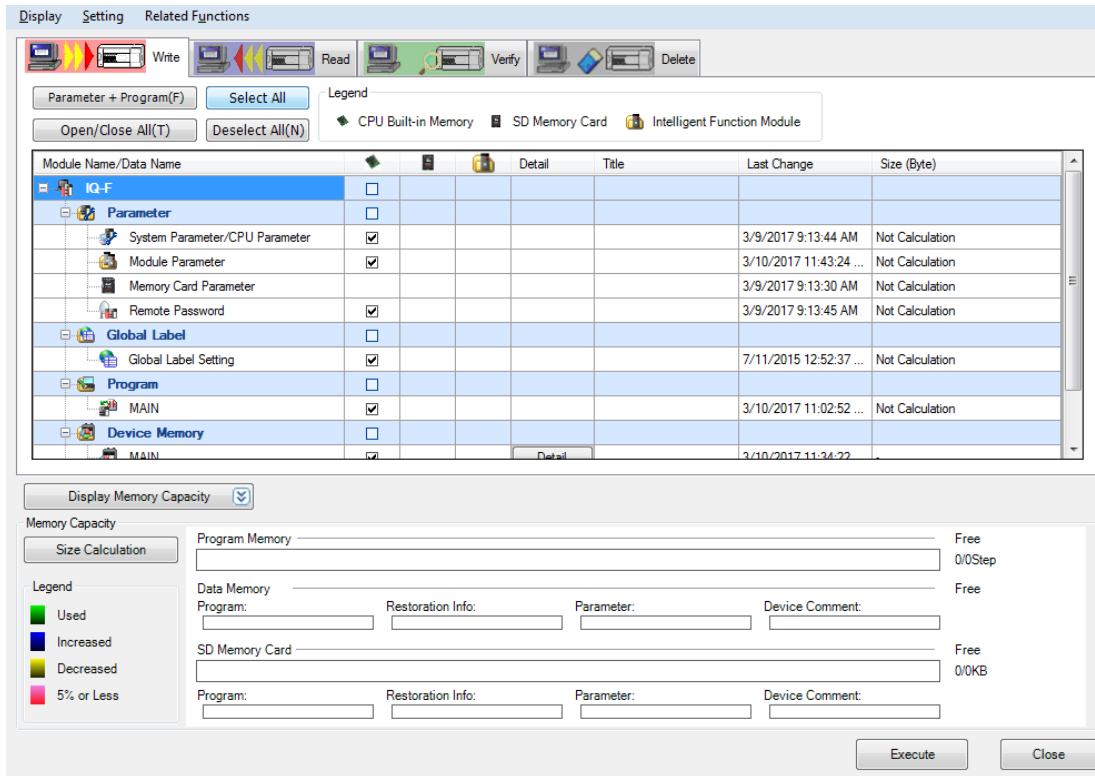 Display Setting Related Functions
Write Read Verify Delete
Parameter + Program(F) Select All Legend
Open/Close All(T) Deselect All(N) CPU Built-in Memory SD Memory Card Intelligent Function Module
Module Name/Data Name Detail Title Last Change Size (Byte)
IQ-F
Parameter
System Parameter/CPU Parameter 3/9/2017 9:13:44 AM Not Calculation
Module Parameter 3/10/2017 11:43:24 ... Not Calculation
Memory Card Parameter 3/9/2017 9:13:30 AM Not Calculation
Remote Password 3/9/2017 9:13:45 AM Not Calculation
Global Label
Global Label Setting 7/11/2015 12:52:37 ... Not Calculation
Program
MAIN 3/10/2017 11:02:52 ... Not Calculation
Device Memory
MAIN Detail 3/10/2017 11:34:22 -
Display Memory Capacity
Memory Capacity
Size Calculation
Program Memory Free
0/0Step
Legend
Used
Increased
Decreased
5% or Less
Data Memory Free
Program: Restoration Info: Parameter: Device Comment:
SD Memory Card Free
0/0KB
Program: Restoration Info: Parameter: Device Comment:
Execute Close